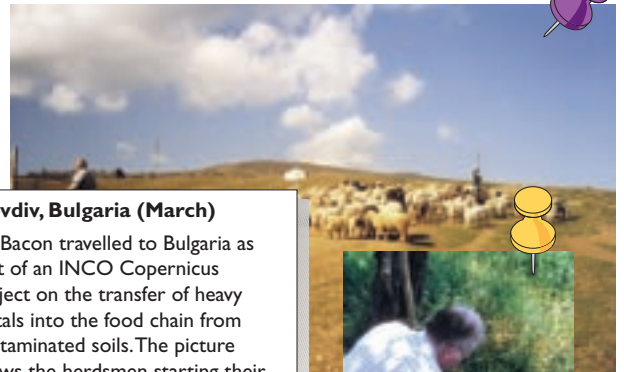 vdiv, Bulgaria (March)
Bacon travelled to Bulgaria as
t of an INCO Copernicus
ject on the transfer of heavy
tals into the food chain from
taminated soils. The picture
ws the herdsmen starting their